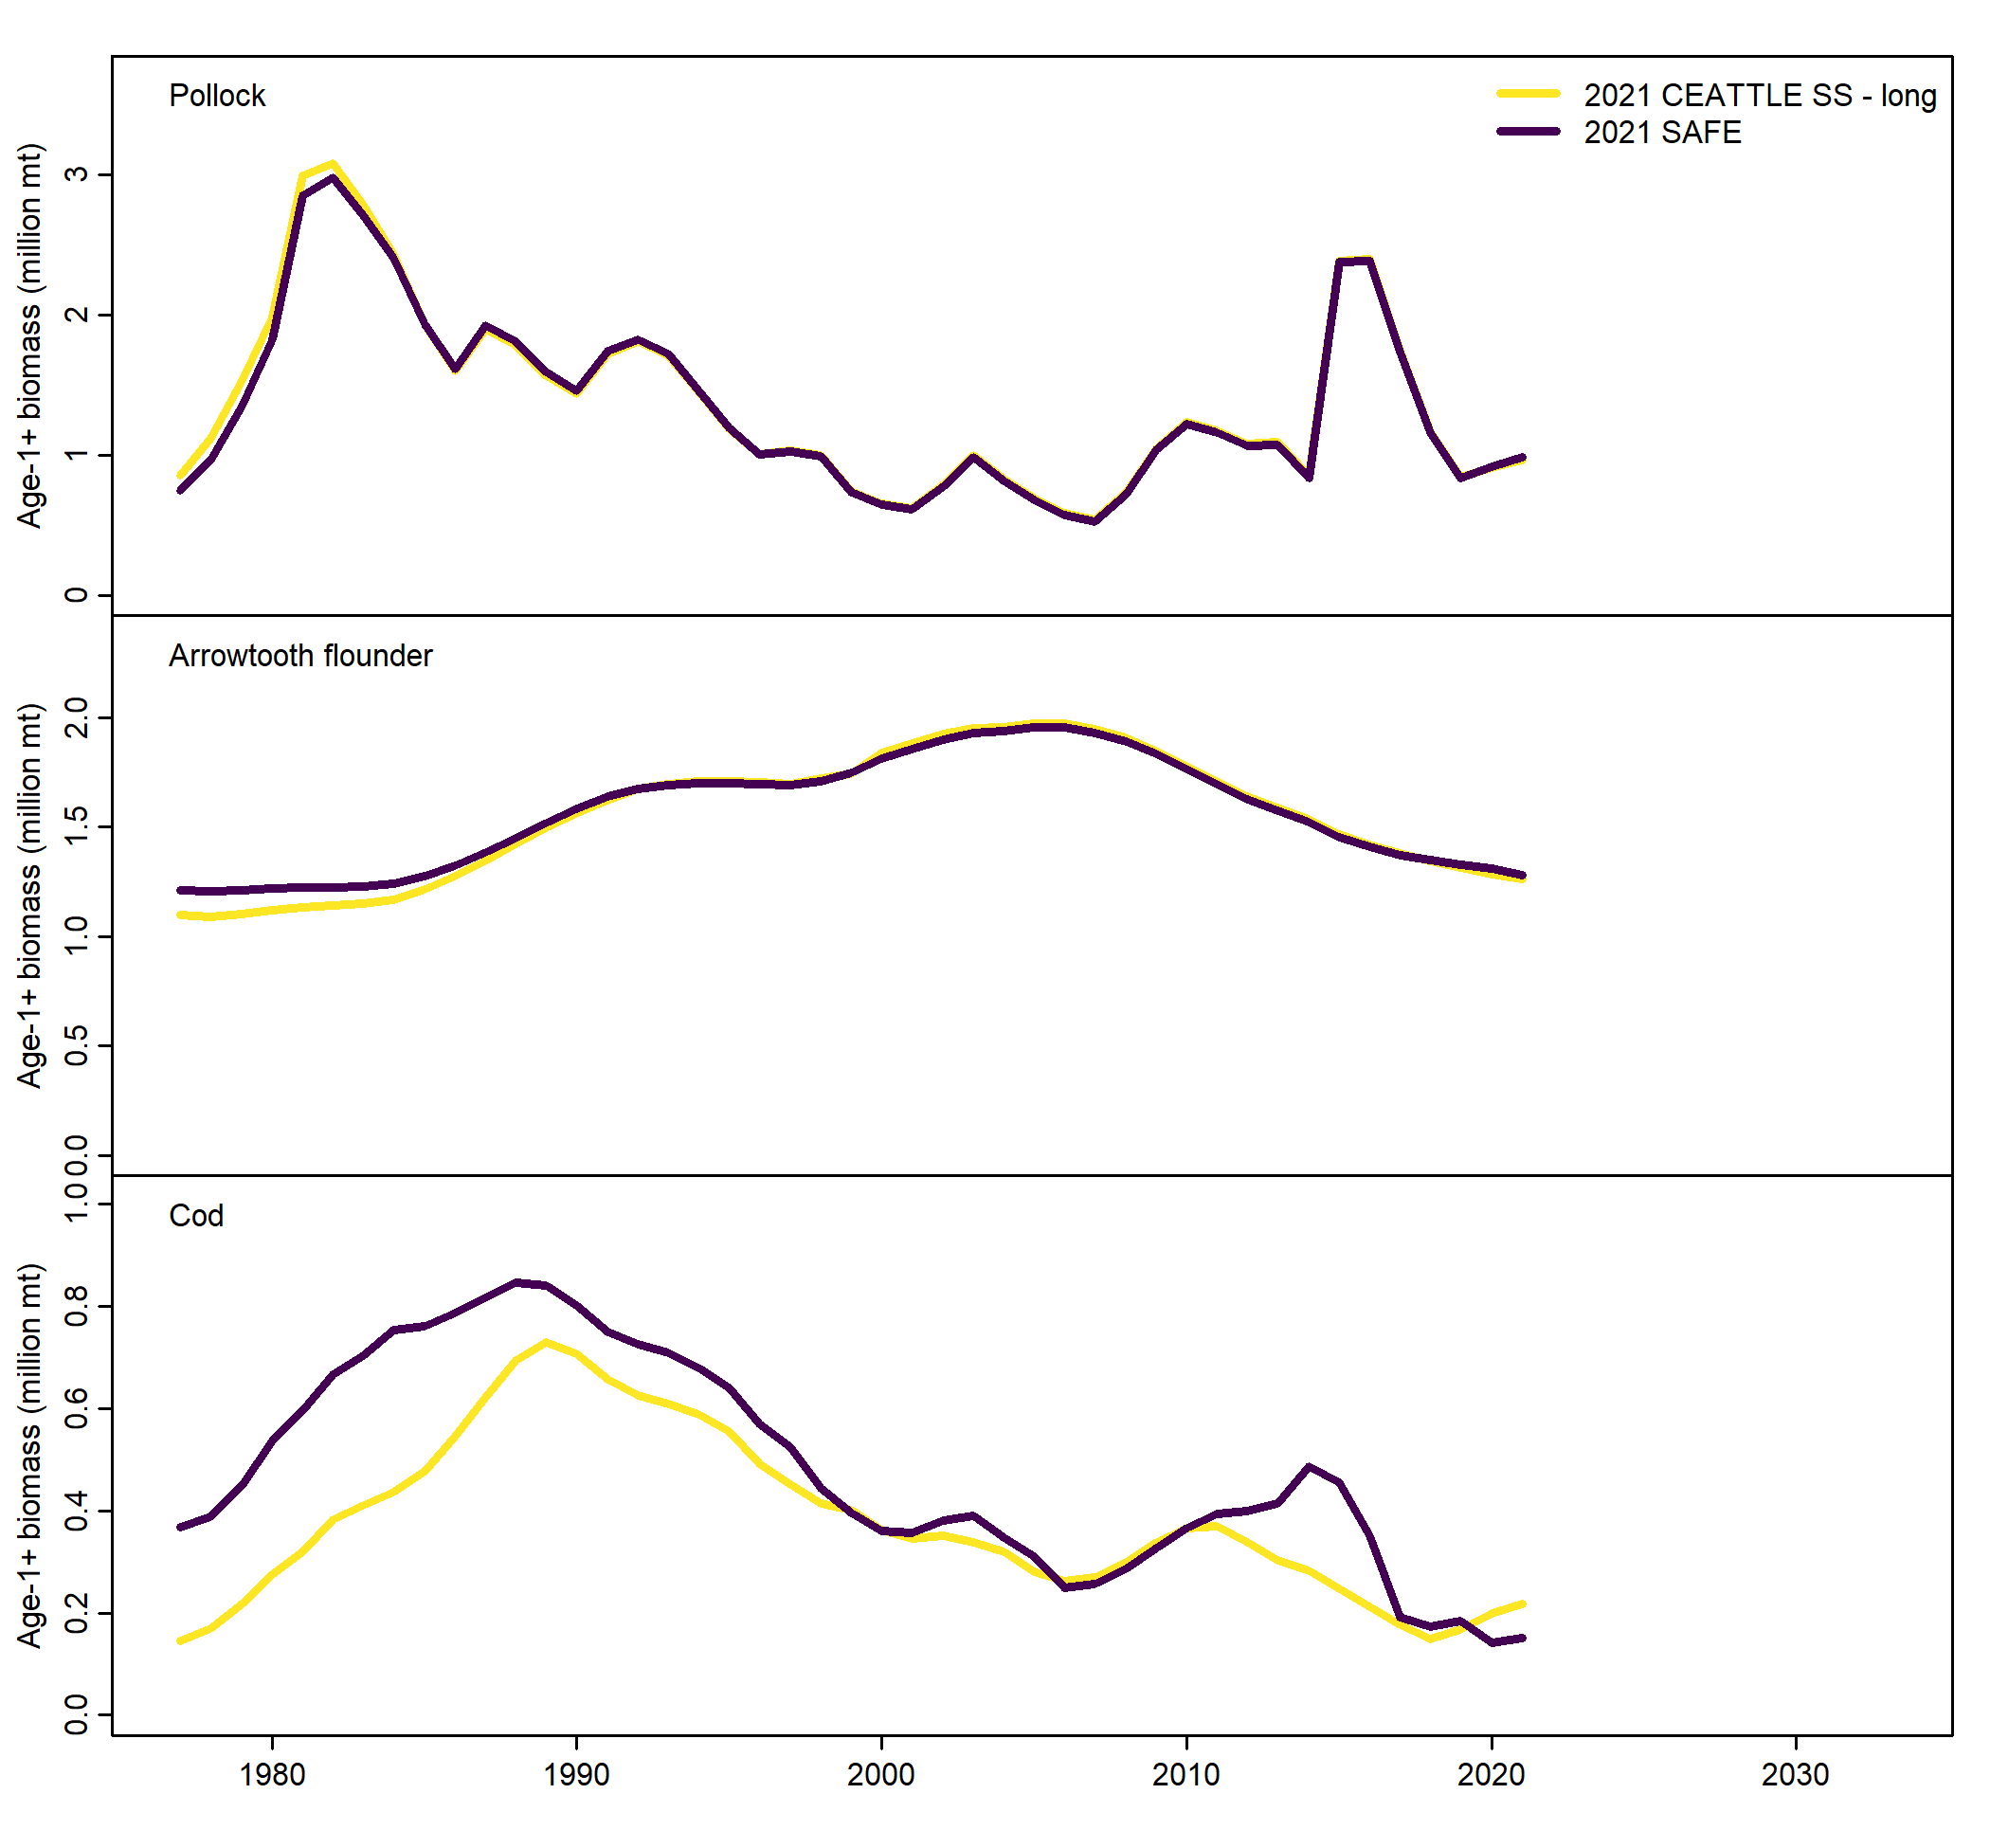 Pollock
2021 CEATTLE SS - long
2021 SAFE
Age-1+ biomass (million mt)
3
2
1
0
Arrowtooth flounder
Age-1+ biomass (million mt)
2.0
1.5
1.0
0.5
0.0
Cod
Age-1+ biomass (million mt)
1.0
0.8
0.6
0.4
0.2
0.0
1980 1990 2000 2010 2020 2030